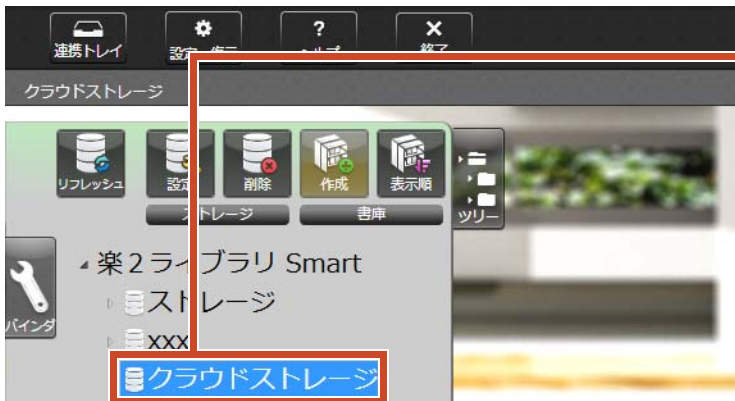 連携トレイ
?
終了
クラウドストレージ
リフレッシュ
削除
作成
表示順
ストレージ
書庫
ツリー
バインダ
楽2ライブラリ Smart
ストレージ
xxx
クラウドストレージ